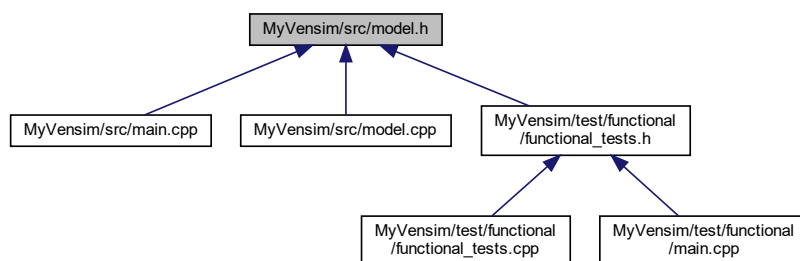 MyVensim/src/model.h
MyVensim/src/main.cpp
MyVensim/src/model.cpp
MyVensim/test/functional
/functional_tests.h
MyVensim/test/functional
/functional_tests.cpp
MyVensim/test/functional
/main.cpp